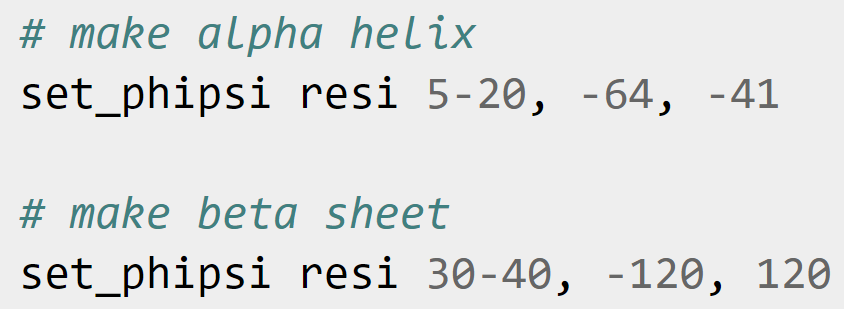 # make alpha helix
set_phipsi resi 5-20, -64, -41
# make beta sheet
set_phipsi resi 30-40, -120, 120